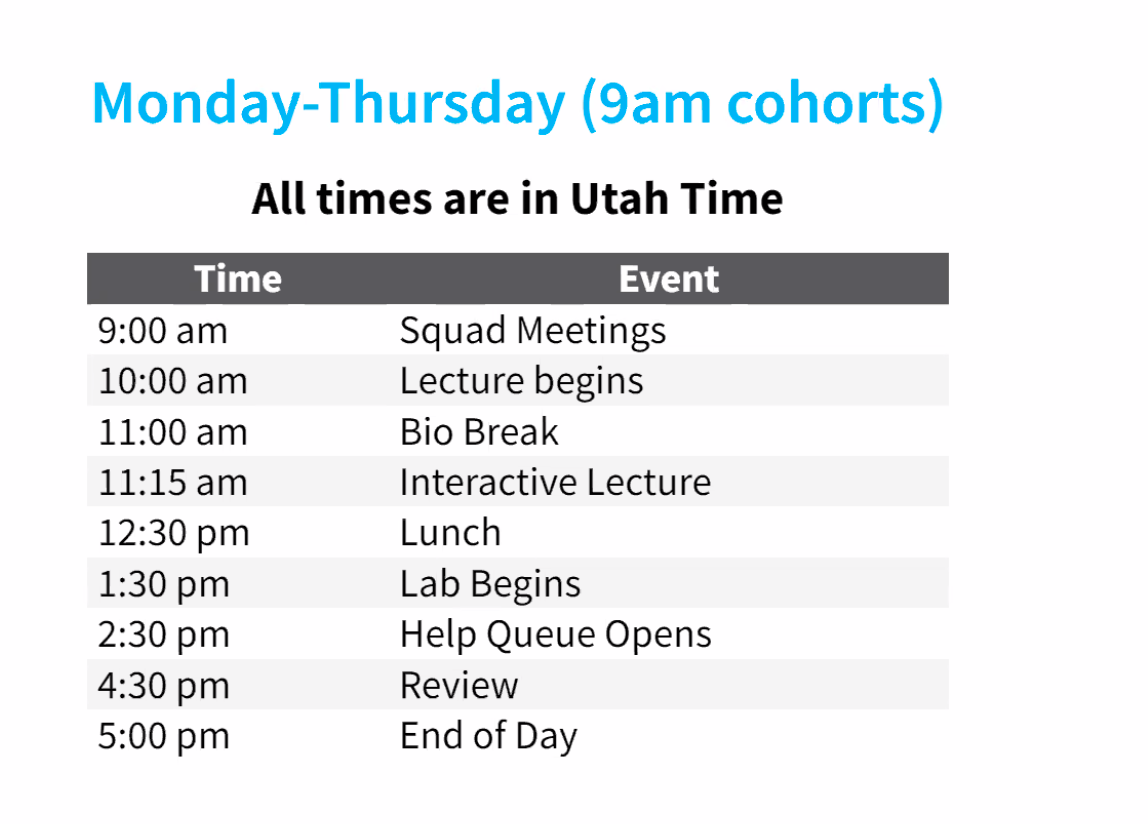 Monday-Thursday (9am cohorts)
All times are in Utah Time
Time Event
9:00 am Squad Meetings
10:00 am Lecture begins
11:00 am Bio Break
11:15 am Interactive Lecture
12:30 pm Lunch
1:30 pm Lab Begins
2:30 pm Help Queue Opens
4:30 pm Review
5:00 pm End of Day